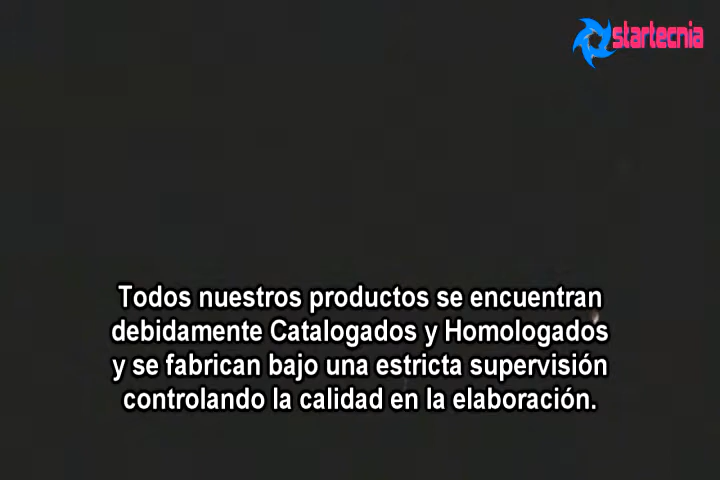 startecnia
Todos nuestros productos se encuentran
debidamente Catalogados y Homologados
y se fabrican bajo una estricta supervisión
controlando la calidad en la elaboración.